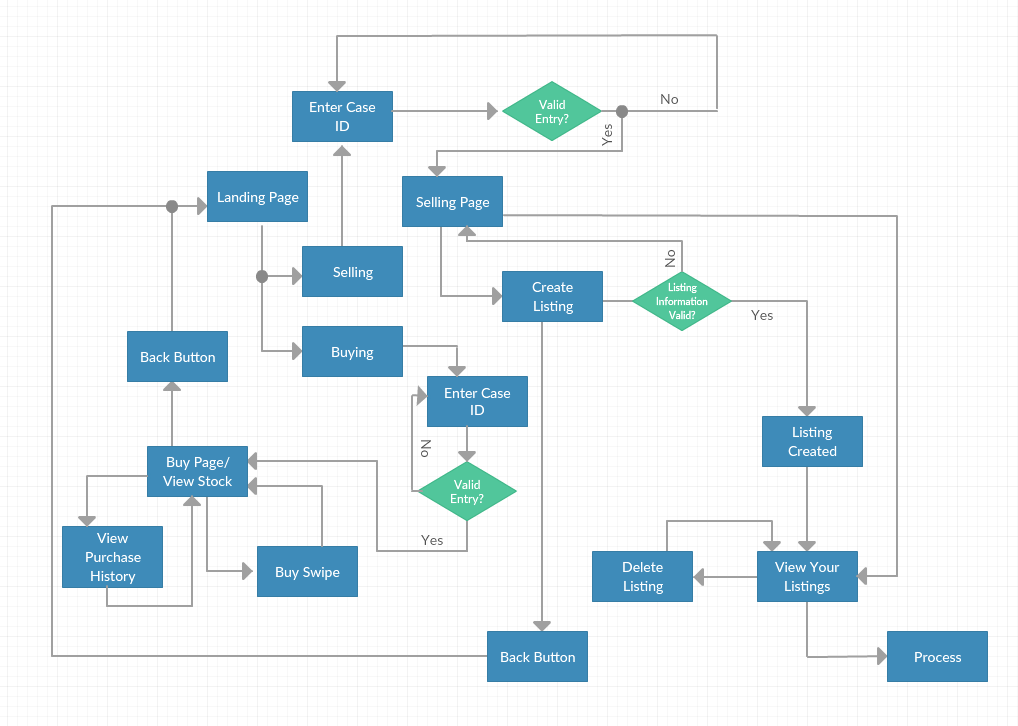 Enter Case
ID
Valid
Entry?
No
Yes
Landing Page
Selling Page
Selling
No
Create
Listing
Listing
Information
Valid?
Yes
Buying
Back Button
Enter Case
ID
Listing
Created
No
Buy Page/
View Stock
Valid
Entry?
Yes
View
Purchase
History
Buy Swipe
Delete
Listing
View Your
Listings
Back Button
Process